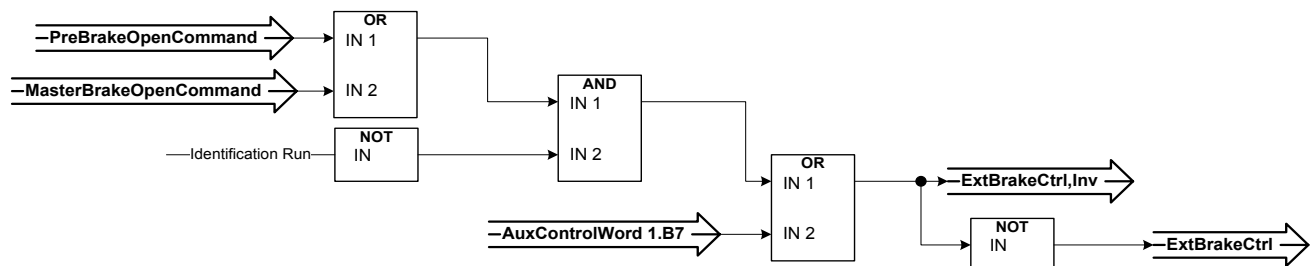 OR
PreBrakeOpenCommand
IN 1
MasterBrakeOpenCommand
IN 2
AND
IN 1
NOT
Identification Run
IN
IN 2
OR
IN 1
ExtBrakeCtrl,Inv
AuxControlWord 1.B7
IN 2
NOT
IN
ExtBrakeCtrl